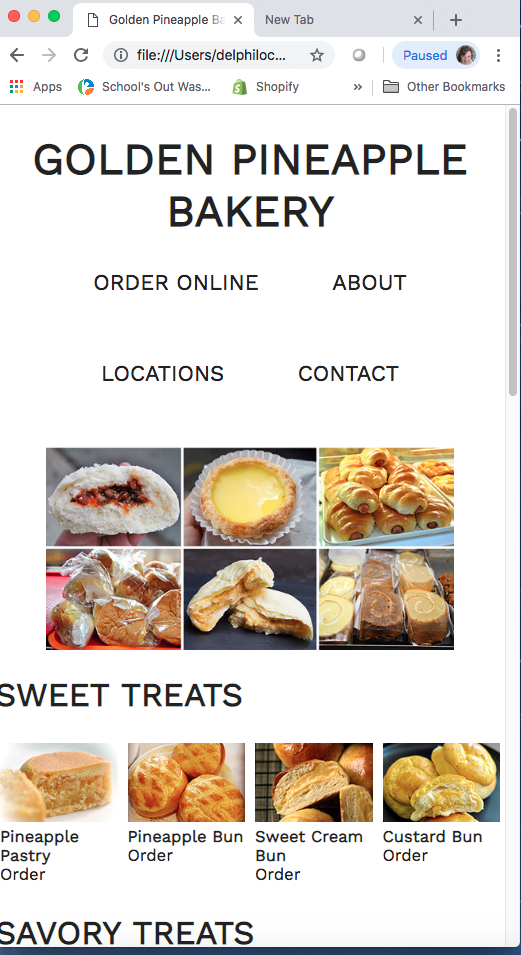 Golden Pineapple Ba
New Tab
file:///Users/delphiloc...
Paused
Apps
School's Out Was...
Shopify
»
Other Bookmarks
GOLDEN PINEAPPLE
BAKERY
ORDER ONLINE
ABOUT
LOCATIONS
CONTACT
SWEET TREATS
Pineapple
Pastry
Order
Pineapple Bun
Order
Sweet Cream
Bun
Order
Custard Bun
Order
SAVORY TREATS